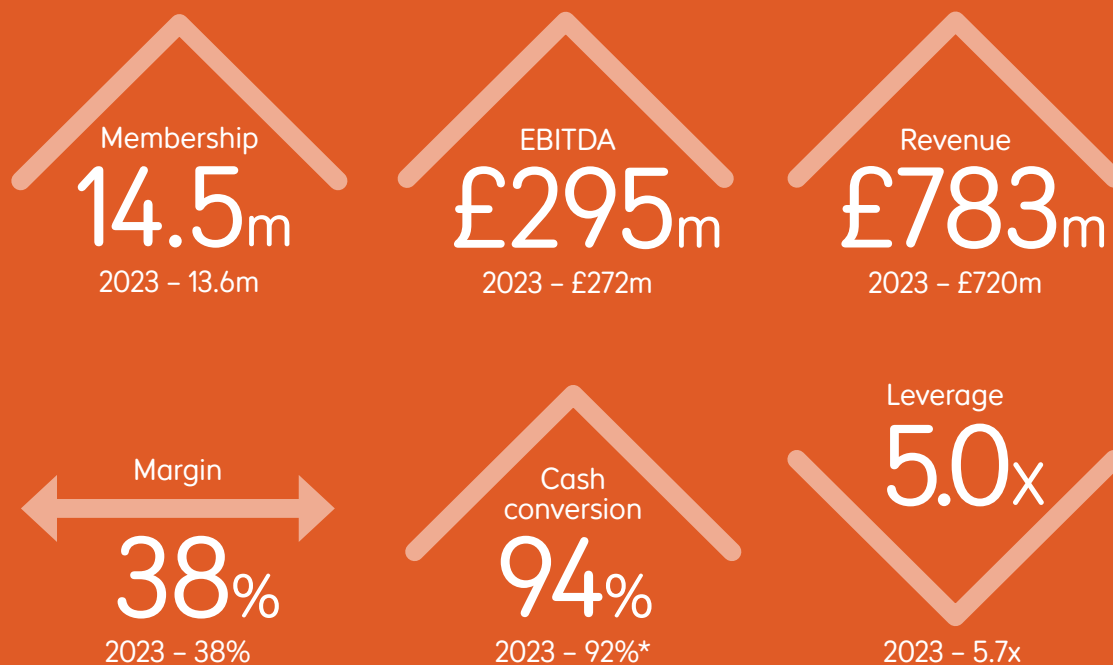 Membership
14.5m
2023 – 13.6m
EBITDA
£295m
2023 – £272m
Revenue
£783m
2023 – £720m
Margin
38%
2023 – 38%
Cash
conversion
94%
2023 – 92%*
Leverage
5.0x
2023 – 5.7x